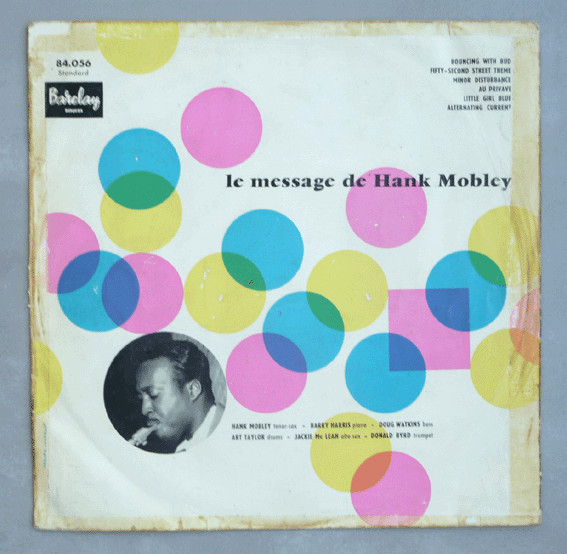 84.056
Standard
Barclay
DISQUES
BOUNCING WITH BUD
FIFTY-SECOND STREET THEME
MINOR DISTURBANCE
AU PRIVAVE
LITTLE GIRL BLUE
ALTERNATING CURRENT
le message de Hank Mobley
HANK MOBLEY tenor-sax - BARRY HARRIS piano - DOUG WATKINS bass
ART TAYLOR drums - JACKIE Mc LEAN alto-sax - DONALD BYRD trumpet